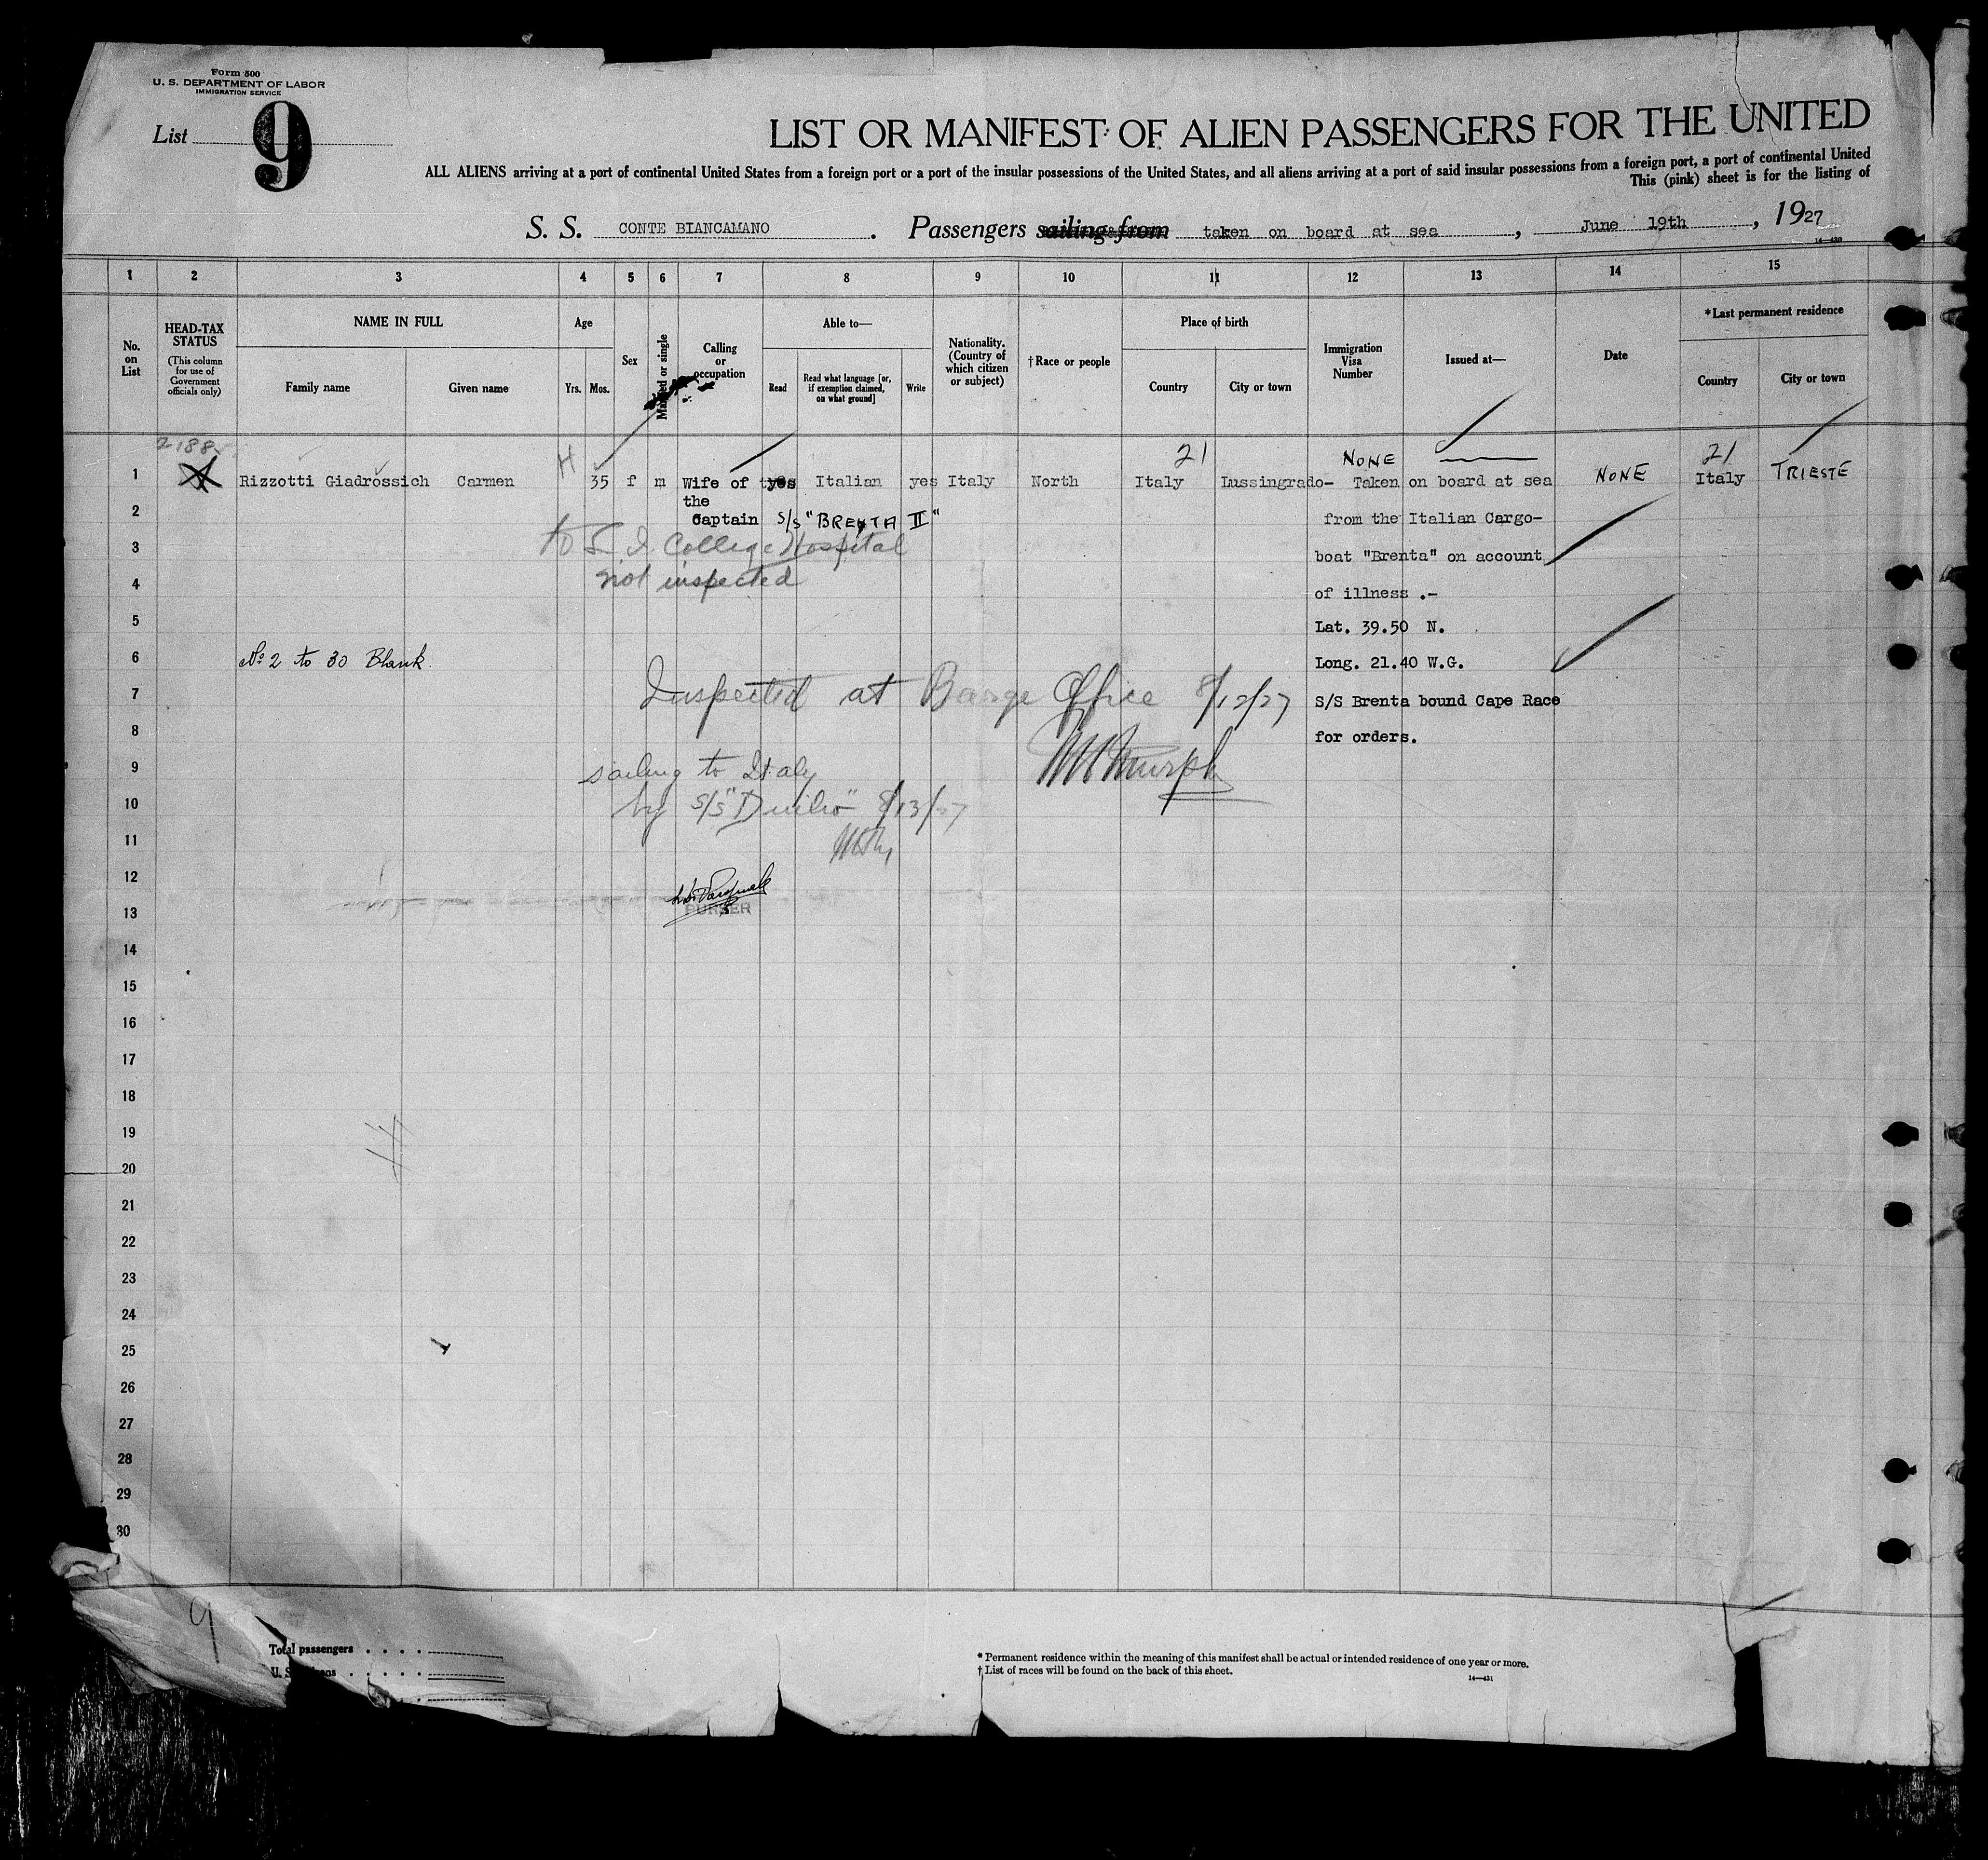 Form 500
U. S. DEPARTMENT OF LABOR
IMMIGRATION SERVICE
List 9
LIST OR MANIFEST OF ALIEN PASSENGERS FOR THE UNITED
ALL ALIENS arriving at a port of continental United States from a foreign port or a port of the insular possessions of the United States, and all aliens arriving at a port of said insular possessions from a foreign port, a port of continental United
This (pink) sheet is for the listing of
S. S. CONTE BIANCAMANO. Passengers sailing from taken on board at sea, June 19th, 1927
14—430
1 2 3 4 5 6 7 8 9 10 11 12 13 14 15
No. on List
HEAD-TAX STATUS
(This column for use of Government officials only)
NAME IN FULL
Family name
Given name
Age
Yrs. Mos.
Sex
Married or single
Calling or occupation
Able to—
Read
Read what language [or, if exemption claimed, on what ground]
Write
Nationality. (Country of which citizen or subject)
†Race or people
Place of birth
Country
City or town
Immigration Visa Number
Issued at—
Date
*Last permanent residence
Country
City or town
2188
H
21
NONE
21
1 Rizzotti Giadrossich Carmen 35 f m Wife of t yes Italian yes Italy North Italy Lussingrado- Taken on board at sea NONE Italy TRIESTE
the
2 Captain S/S "BRENTA II" from the Italian Cargo-
3 to L I College Hospital boat "Brenta" on account
4 not inspected of illness .-
5 Lat. 39.50 N.
6 No 2 to 30 Blank Long. 21.40 W.G.
7 Inspected at Barge Office 8/12/27 S/S Brenta bound Cape Race
8 for orders.
9 sailing to Italy
10 by S/S "Duilio" 8/13/27
11
12
13 PURSER
14
15
16
17
18
19
20
21
22
23
24
25
26
27
28
29
30
9
Total passengers
U. S.
* Permanent residence within the meaning of this manifest shall be actual or intended residence of one year or more.
† List of races will be found on the back of this sheet.
14—431